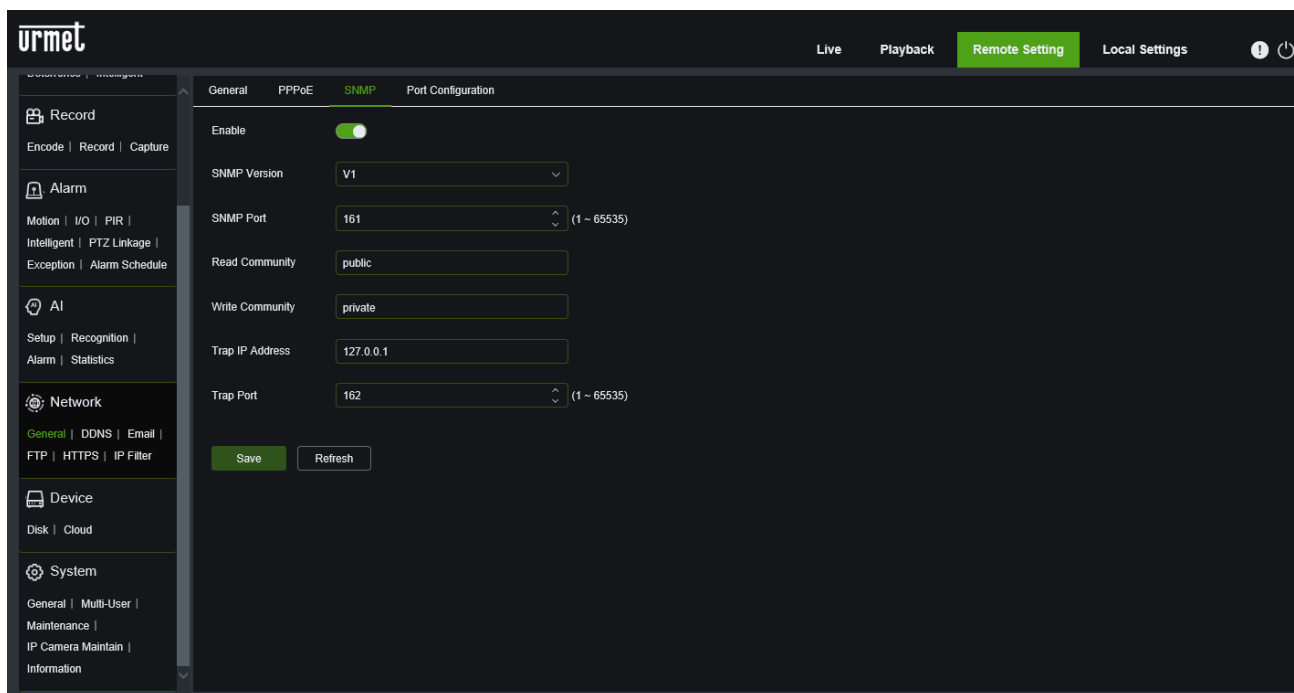 urmet
Live Playback Remote Setting Local Settings
Deterrence | Intelligent
Record
Encode | Record | Capture
Alarm
Motion | I/O | PIR |
Intelligent | PTZ Linkage |
Exception | Alarm Schedule
AI
Setup | Recognition |
Alarm | Statistics
Network
General | DDNS | Email |
FTP | HTTPS | IP Filter
Device
Disk | Cloud
System
General | Multi-User |
Maintenance |
IP Camera Maintain |
Information
General PPPoE SNMP Port Configuration
Enable
SNMP Version V1
SNMP Port 161 (1 ~ 65535)
Read Community public
Write Community private
Trap IP Address 127.0.0.1
Trap Port 162 (1 ~ 65535)
Save Refresh